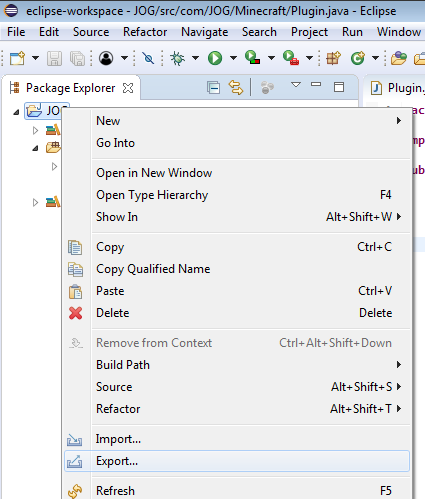 eclipse-workspace - JOG/src/com/JOG/Minecraft/Plugin.java - Eclipse
File Edit Source Refactor Navigate Search Project Run Window
Package Explorer
Plugin.
JOG
New
Go Into
Open in New Window
Open Type Hierarchy F4
Show In Alt+Shift+W
Copy Ctrl+C
Copy Qualified Name
Paste Ctrl+V
Delete Delete
Remove from Context Ctrl+Alt+Shift+Down
Build Path
Source Alt+Shift+S
Refactor Alt+Shift+T
Import...
Export...
Refresh F5